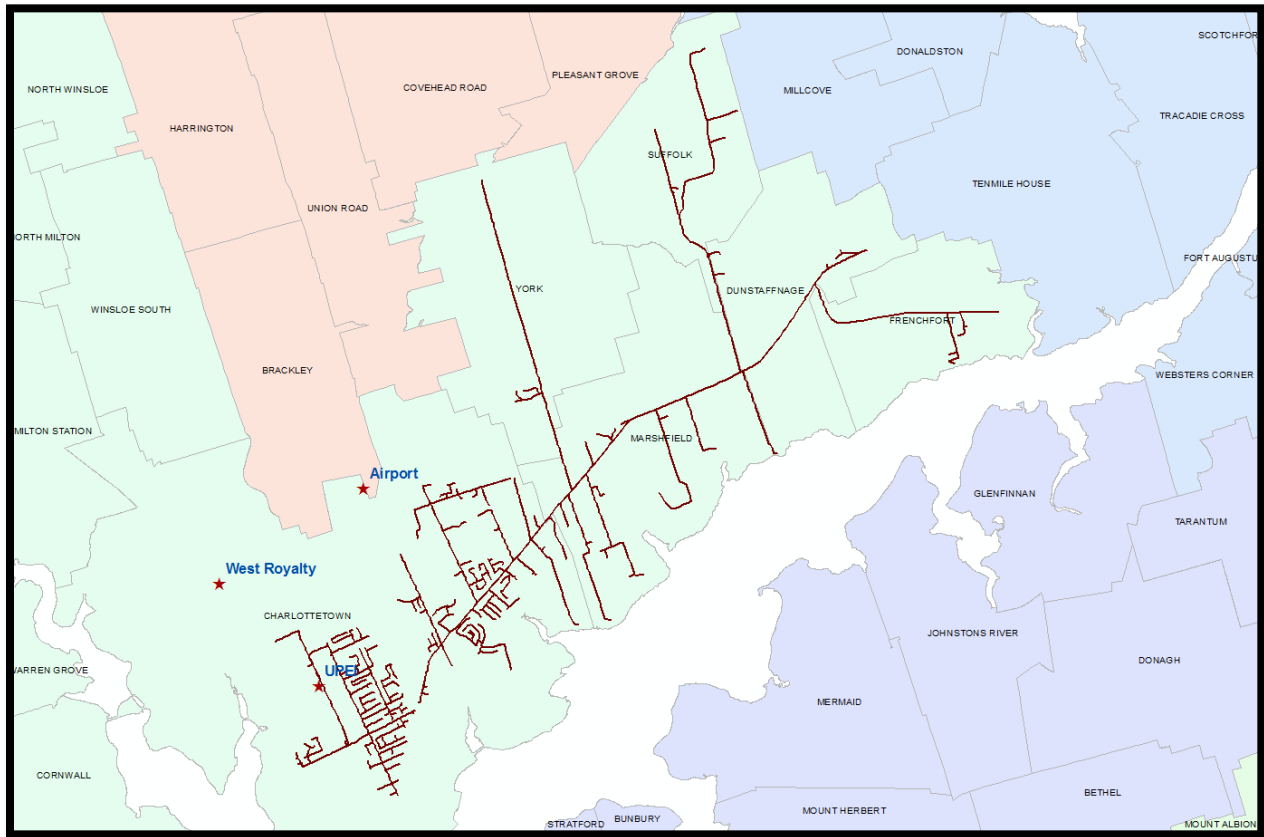 SCOTCHFOR
DONALDSTON
PLEASANT GROVE
NORTH WINSLOE
COVEHEAD ROAD
MILLCOVE
TRACADIE CROSS
HARRINGTON
SUFFOLK
TENMILE HOUSE
UNION ROAD
ORTH MILTON
FORT AUGUSTU
YORK
DUNSTAFFNAGE
WINSLOE SOUTH
FRENCHFORT
BRACKLEY
WEBSTERS CORNER
MILTON STATION
MARSHFIELD
Airport
GLENFINNAN
TARANTUM
West Royalty
CHARLOTTETOWN
JOHNSTONS RIVER
DONAGH
WARREN GROVE
UPEI
MERMAID
CORNWALL
BETHEL
MOUNT HERBERT
BUNBURY
STRATFORD
MOUNT ALBION